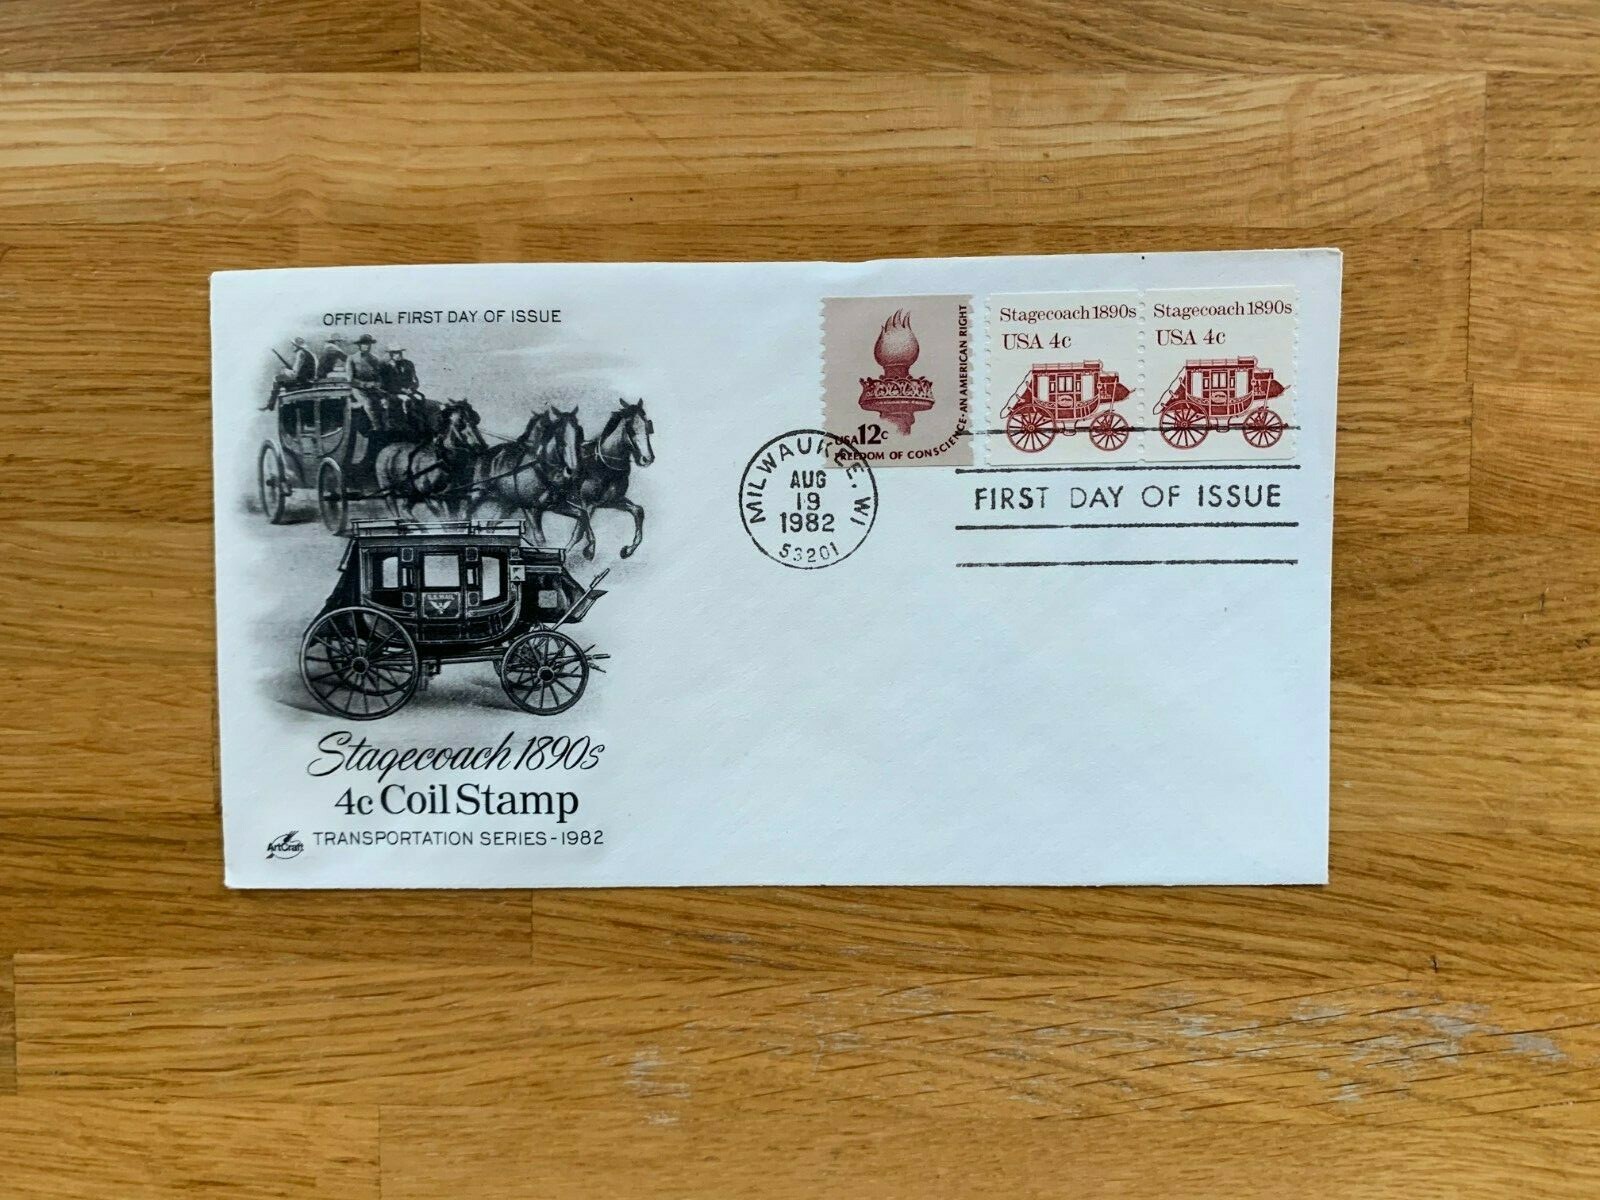 OFFICIAL FIRST DAY OF ISSUE
U.S. MAIL
Stagecoach 1890s
4c Coil Stamp
TRANSPORTATION SERIES-1982
ArtCraft
USA 12c
FREEDOM OF CONSCIENCE-AN AMERICAN RIGHT
Stagecoach 1890s
USA 4c
Stagecoach 1890s
USA 4c
MILWAUKEE, WI
AUG
19
1982
53201
FIRST DAY OF ISSUE